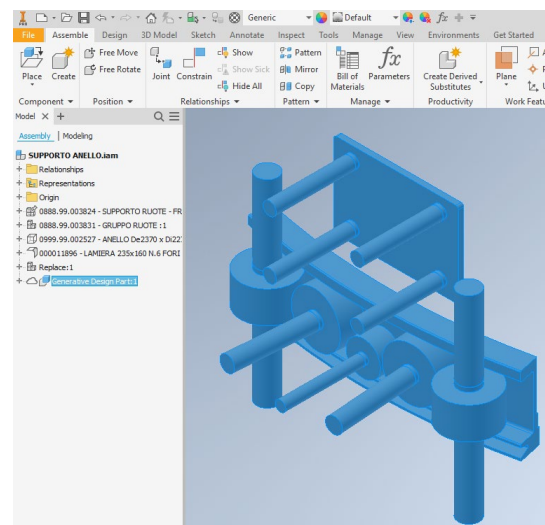 Generic Default fx
File Assemble Design 3D Model Sketch Annotate Inspect Tools Manage View Environments Get Started
Free Move Show Pattern
Free Rotate Show Sick Mirror
Place Create Joint Constrain Hide All Copy Bill of Materials fx Parameters Create Derived Substitutes Plane
Component Position Relationships Pattern Manage Productivity Work Featu
Model × +
Assembly | Modeling
SUPPORTO ANELLO.iam
+ Relationships
+ Representations
+ Origin
+ 0888.99.003824 - SUPPORTO RUOTE - FR
+ 0888.99.003831 - GRUPPO RUOTE :1
+ 0999.99.002527 - ANELLO De2370 x Di22
+ 000011896 - LAMIERA 235x160 N.6 FORI
+ Replace:1
+ Generative Design Part:1